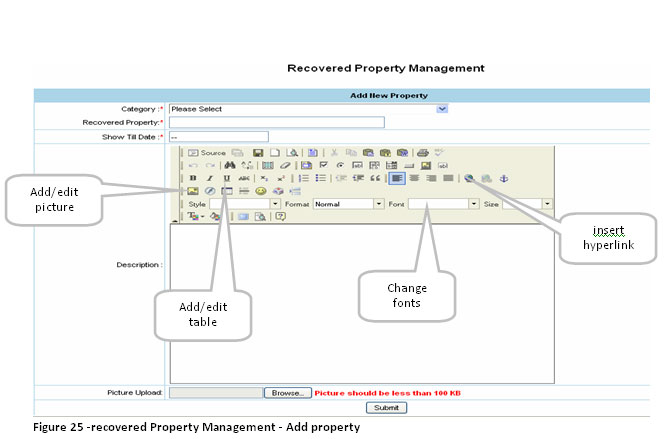 Recovered Property Management
Add New Property
Category :* Please Select
Recovered Property:*
Show Till Date :* --
Source
B I U ABC x₂ x²
Style Format Normal Font Size
Add/edit
picture
insert
hyperlink
Description :
Add/edit
table
Change
fonts
Picture Upload: Browse... Picture should be less than 100 KB
Submit
Figure 25 -recovered Property Management - Add property